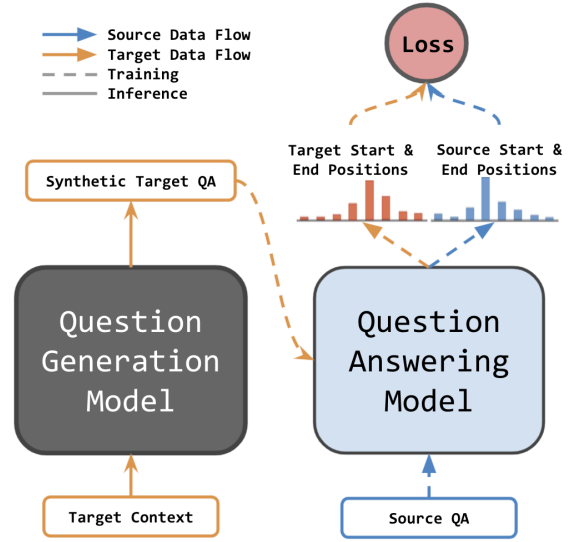 Source Data Flow
Target Data Flow
Training
Inference
Loss
Target Start &
End Positions
Source Start &
End Positions
Synthetic Target QA
Question
Generation
Model
Question
Answering
Model
Target Context
Source QA